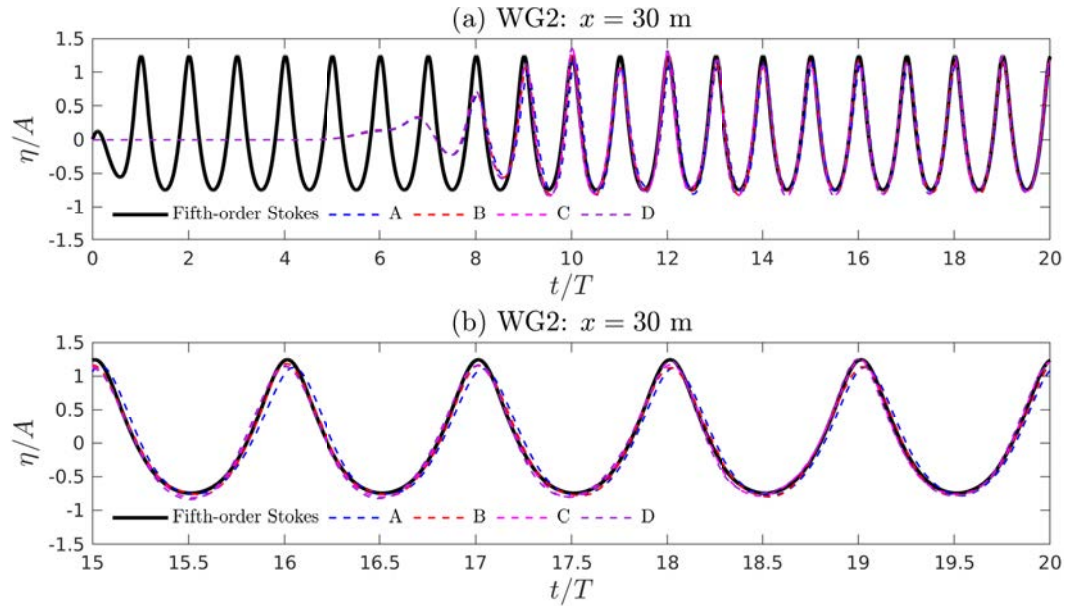 (a) WG2: x = 30 m
1.5
1
0.5
0
-0.5
-1
-1.5
η/A
Fifth-order Stokes A B C D
0 2 4 6 8 10 12 14 16 18 20
t/T
(b) WG2: x = 30 m
1.5
1
0.5
0
-0.5
-1
-1.5
η/A
Fifth-order Stokes A B C D
15 15.5 16 16.5 17 17.5 18 18.5 19 19.5 20
t/T